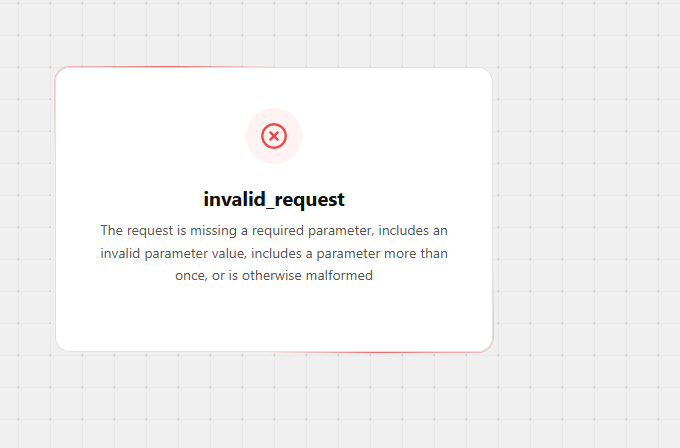 invalid_request
The request is missing a required parameter, includes an
invalid parameter value, includes a parameter more than
once, or is otherwise malformed